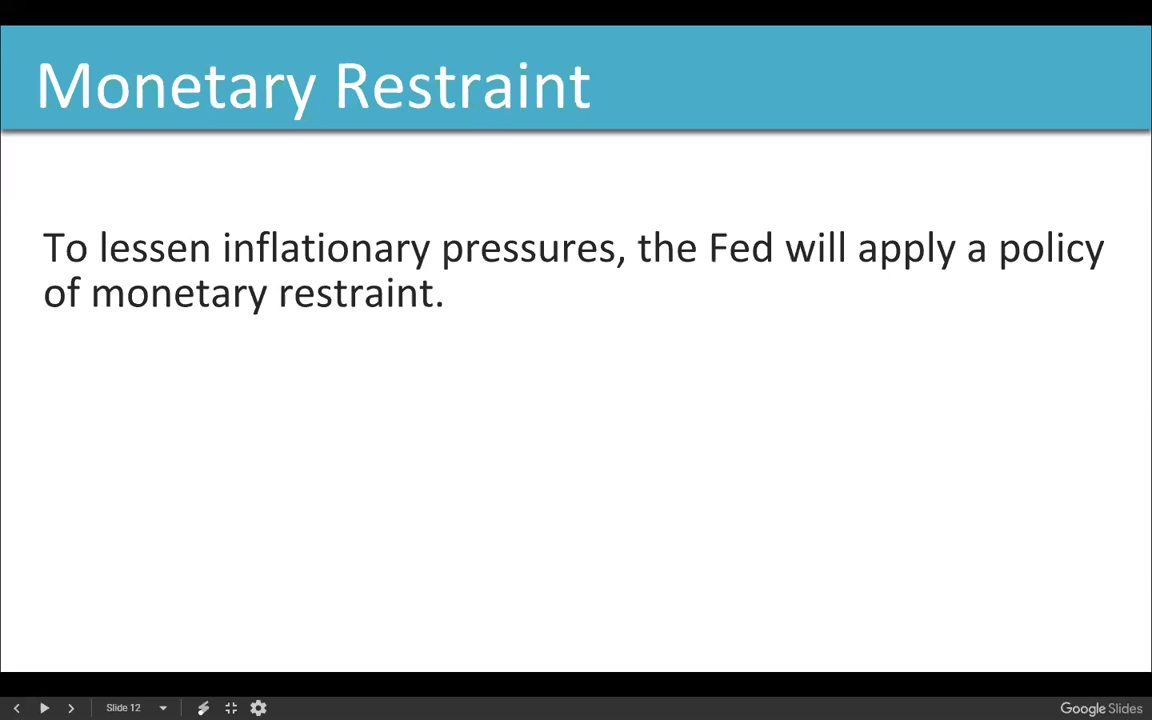 Monetary Restraint
To lessen inflationary pressures, the Fed will apply a policy
of monetary restraint.
Slide 12
Google Slides